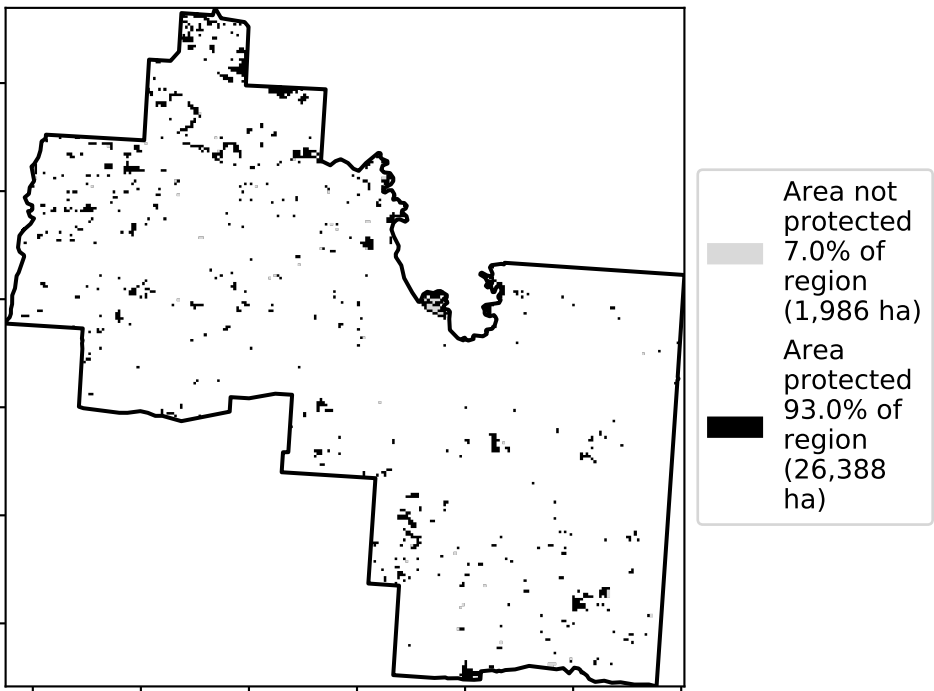 Area not
protected
7.0% of
region
(1,986 ha)
Area
protected
93.0% of
region
(26,388
ha)